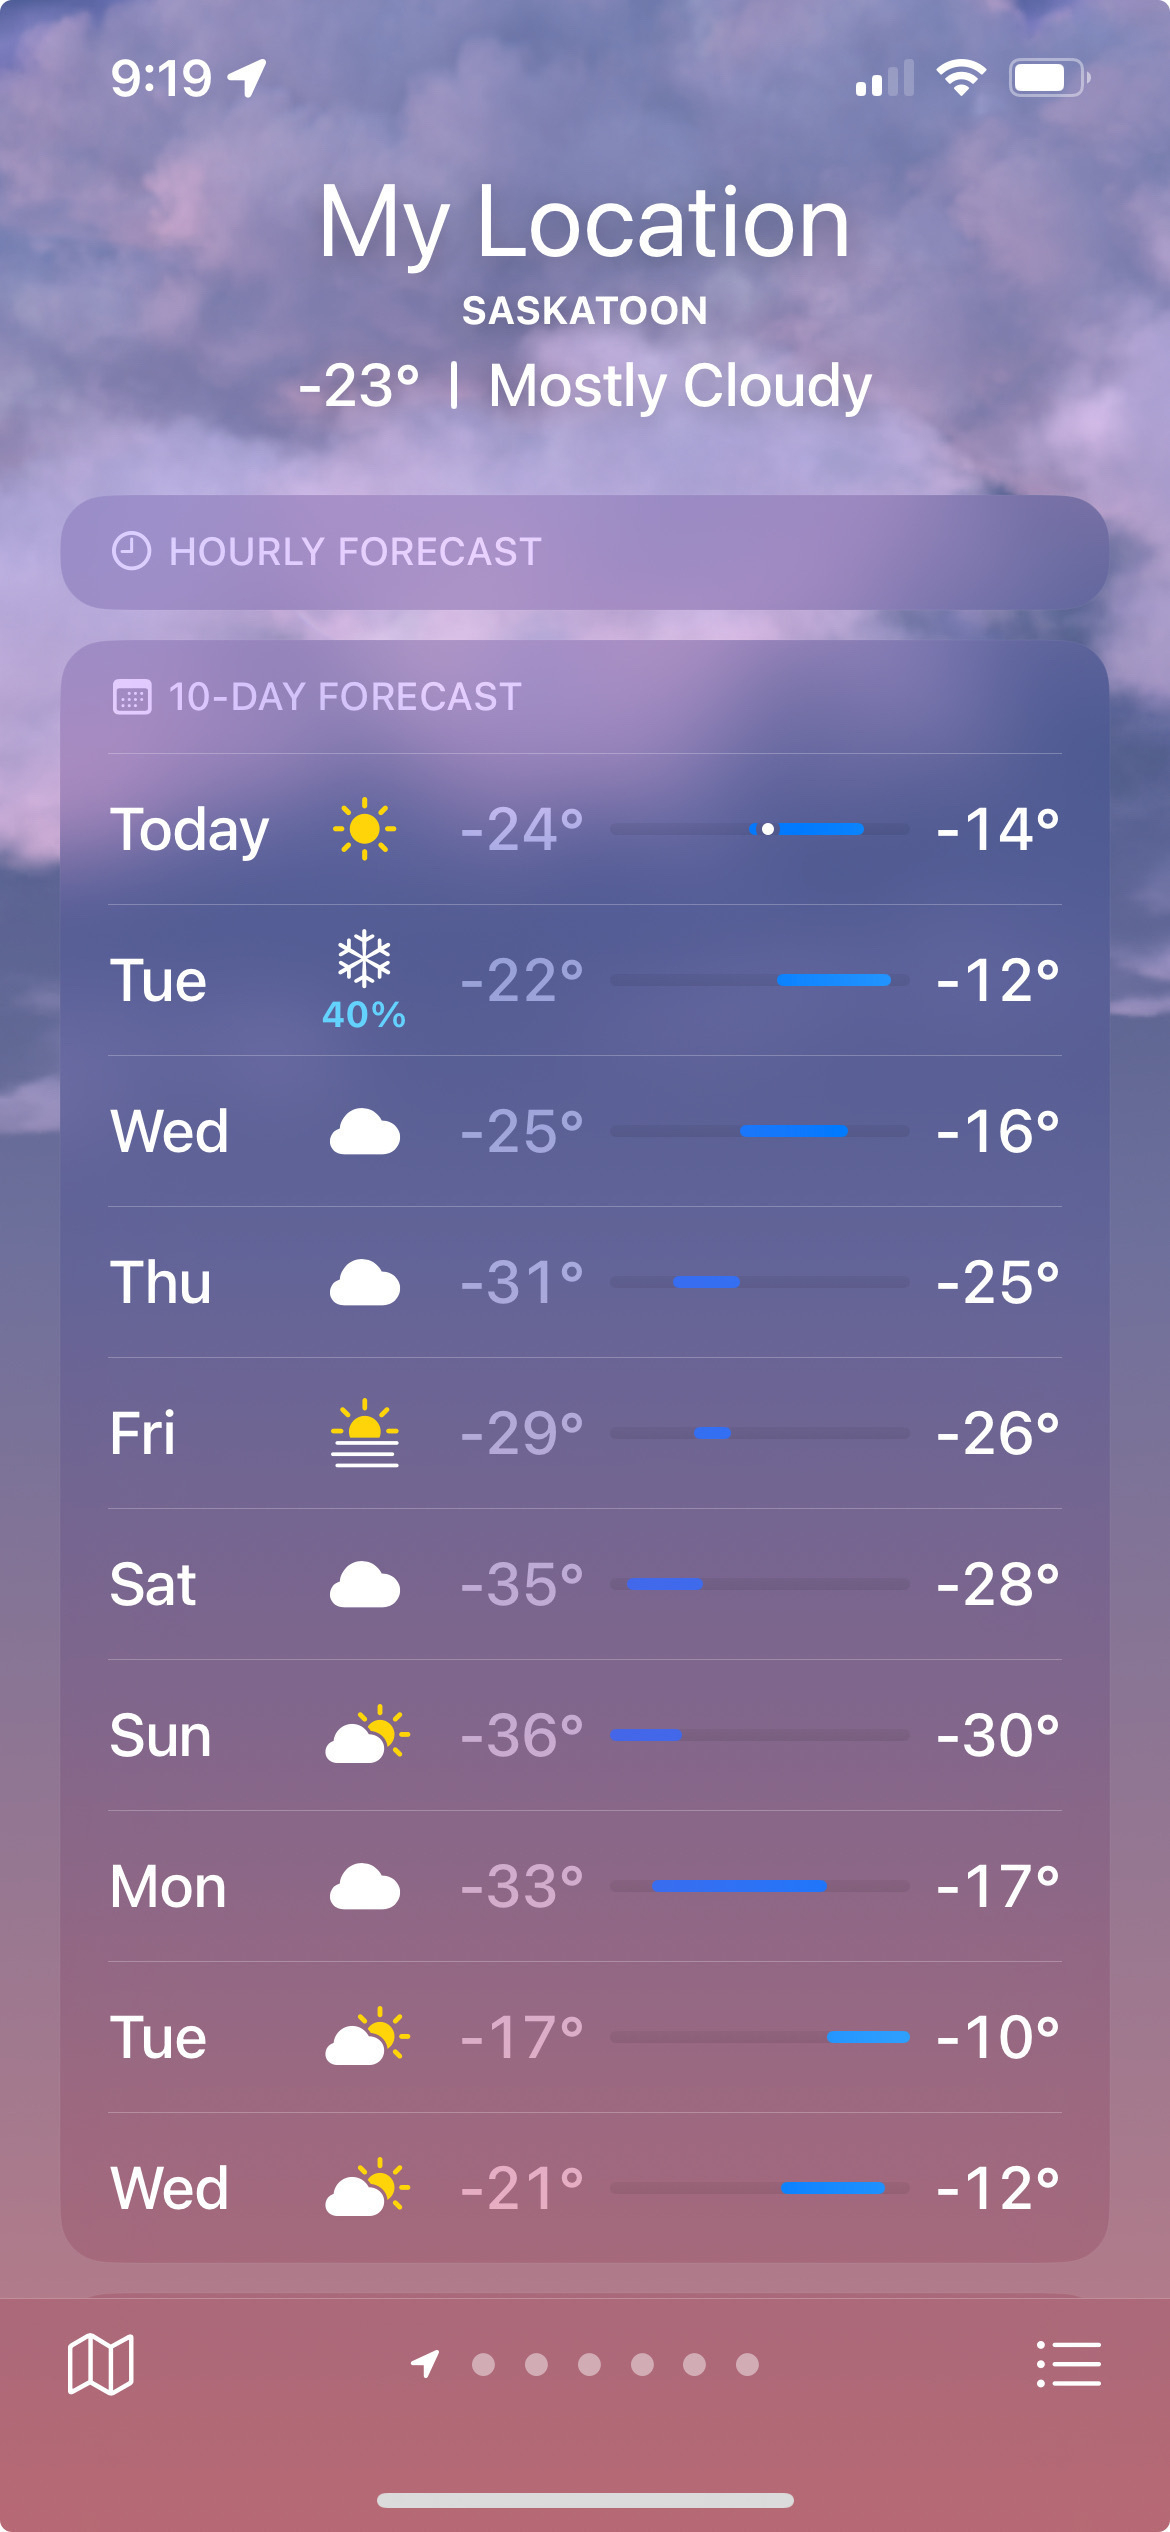 9:19
My Location
SASKATOON
-23° | Mostly Cloudy
HOURLY FORECAST
10-DAY FORECAST
Today -24° -14°
Tue 40% -22° -12°
Wed -25° -16°
Thu -31° -25°
Fri -29° -26°
Sat -35° -28°
Sun -36° -30°
Mon -33° -17°
Tue -17° -10°
Wed -21° -12°